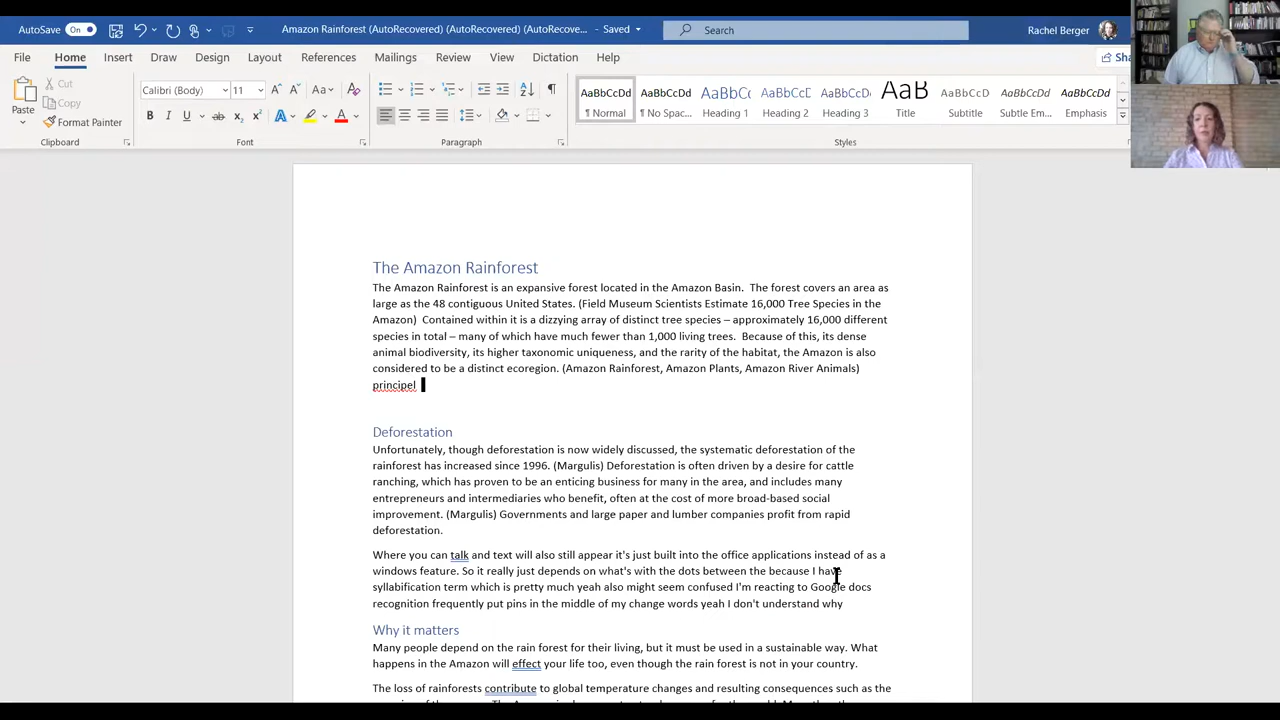 AutoSave On Amazon Rainforest (AutoRecovered) (AutoRecovered) (AutoRecove... - Saved Search Rachel Berger
File Home Insert Draw Design References Mailings Review View Dictation Help Sha
Paste Cut Copy Format Painter
Calibri (Body) 11
AaBbCcDd AaBbCcDd AaBbCc AaBbCcE AaBbCcD AaB AaBbCcD AaBbCcDd AaBbCcDd
¶ Normal ¶ No Spac... Heading 1 Heading 2 Heading 3 Title Subtitle Subtle Em... Emphasis
Clipboard Font Paragraph Styles
The Amazon Rainforest
The Amazon Rainforest is an expansive forest located in the Amazon Basin. The forest covers an area as
large as the 48 contiguous United States. (Field Museum Scientists Estimate 16,000 Tree Species in the
Amazon) Contained within it is a dizzying array of distinct tree species – approximately 16,000 different
species in total – many of which have much fewer than 1,000 living trees. Because of this, its dense
animal biodiversity, its higher taxonomic uniqueness, and the rarity of the habitat, the Amazon is also
considered to be a distinct ecoregion. (Amazon Rainforest, Amazon Plants, Amazon River Animals)
principel
Deforestation
Unfortunately, though deforestation is now widely discussed, the systematic deforestation of the
rainforest has increased since 1996. (Margulis) Deforestation is often driven by a desire for cattle
ranching, which has proven to be an enticing business for many in the area, and includes many
entrepreneurs and intermediaries who benefit, often at the cost of more broad-based social
improvement. (Margulis) Governments and large paper and lumber companies profit from rapid
deforestation.
Where you can talk and text will also still appear it's just built into the office applications instead of as a
windows feature. So it really just depends on what's with the dots between the because I have
syllabification term which is pretty much yeah also might seem confused I'm reacting to Google docs
recognition frequently put pins in the middle of my change words yeah I don't understand why
Why it matters
Many people depend on the rain forest for their living, but it must be used in a sustainable way. What
happens in the Amazon will effect your life too, even though the rain forest is not in your country.
The loss of rainforests contribute to global temperature changes and resulting consequences such as the